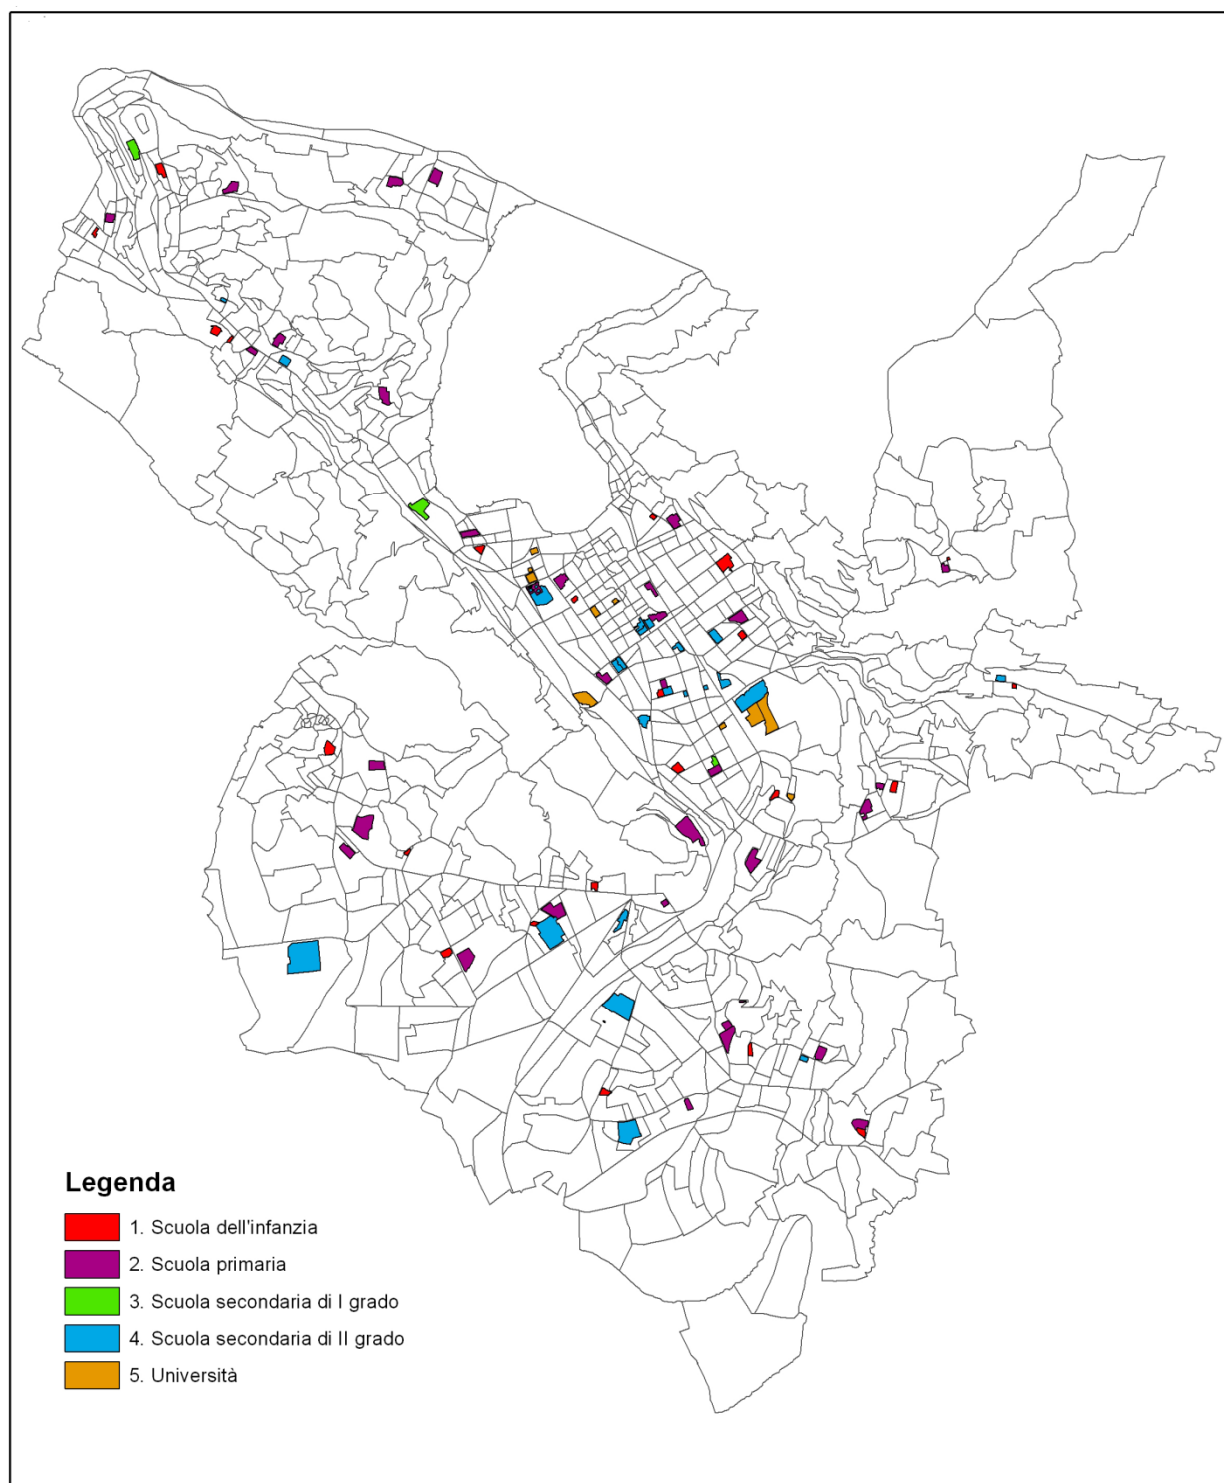 Legenda
1. Scuola dell'infanzia
2. Scuola primaria
3. Scuola secondaria di I grado
4. Scuola secondaria di II grado
5. Università